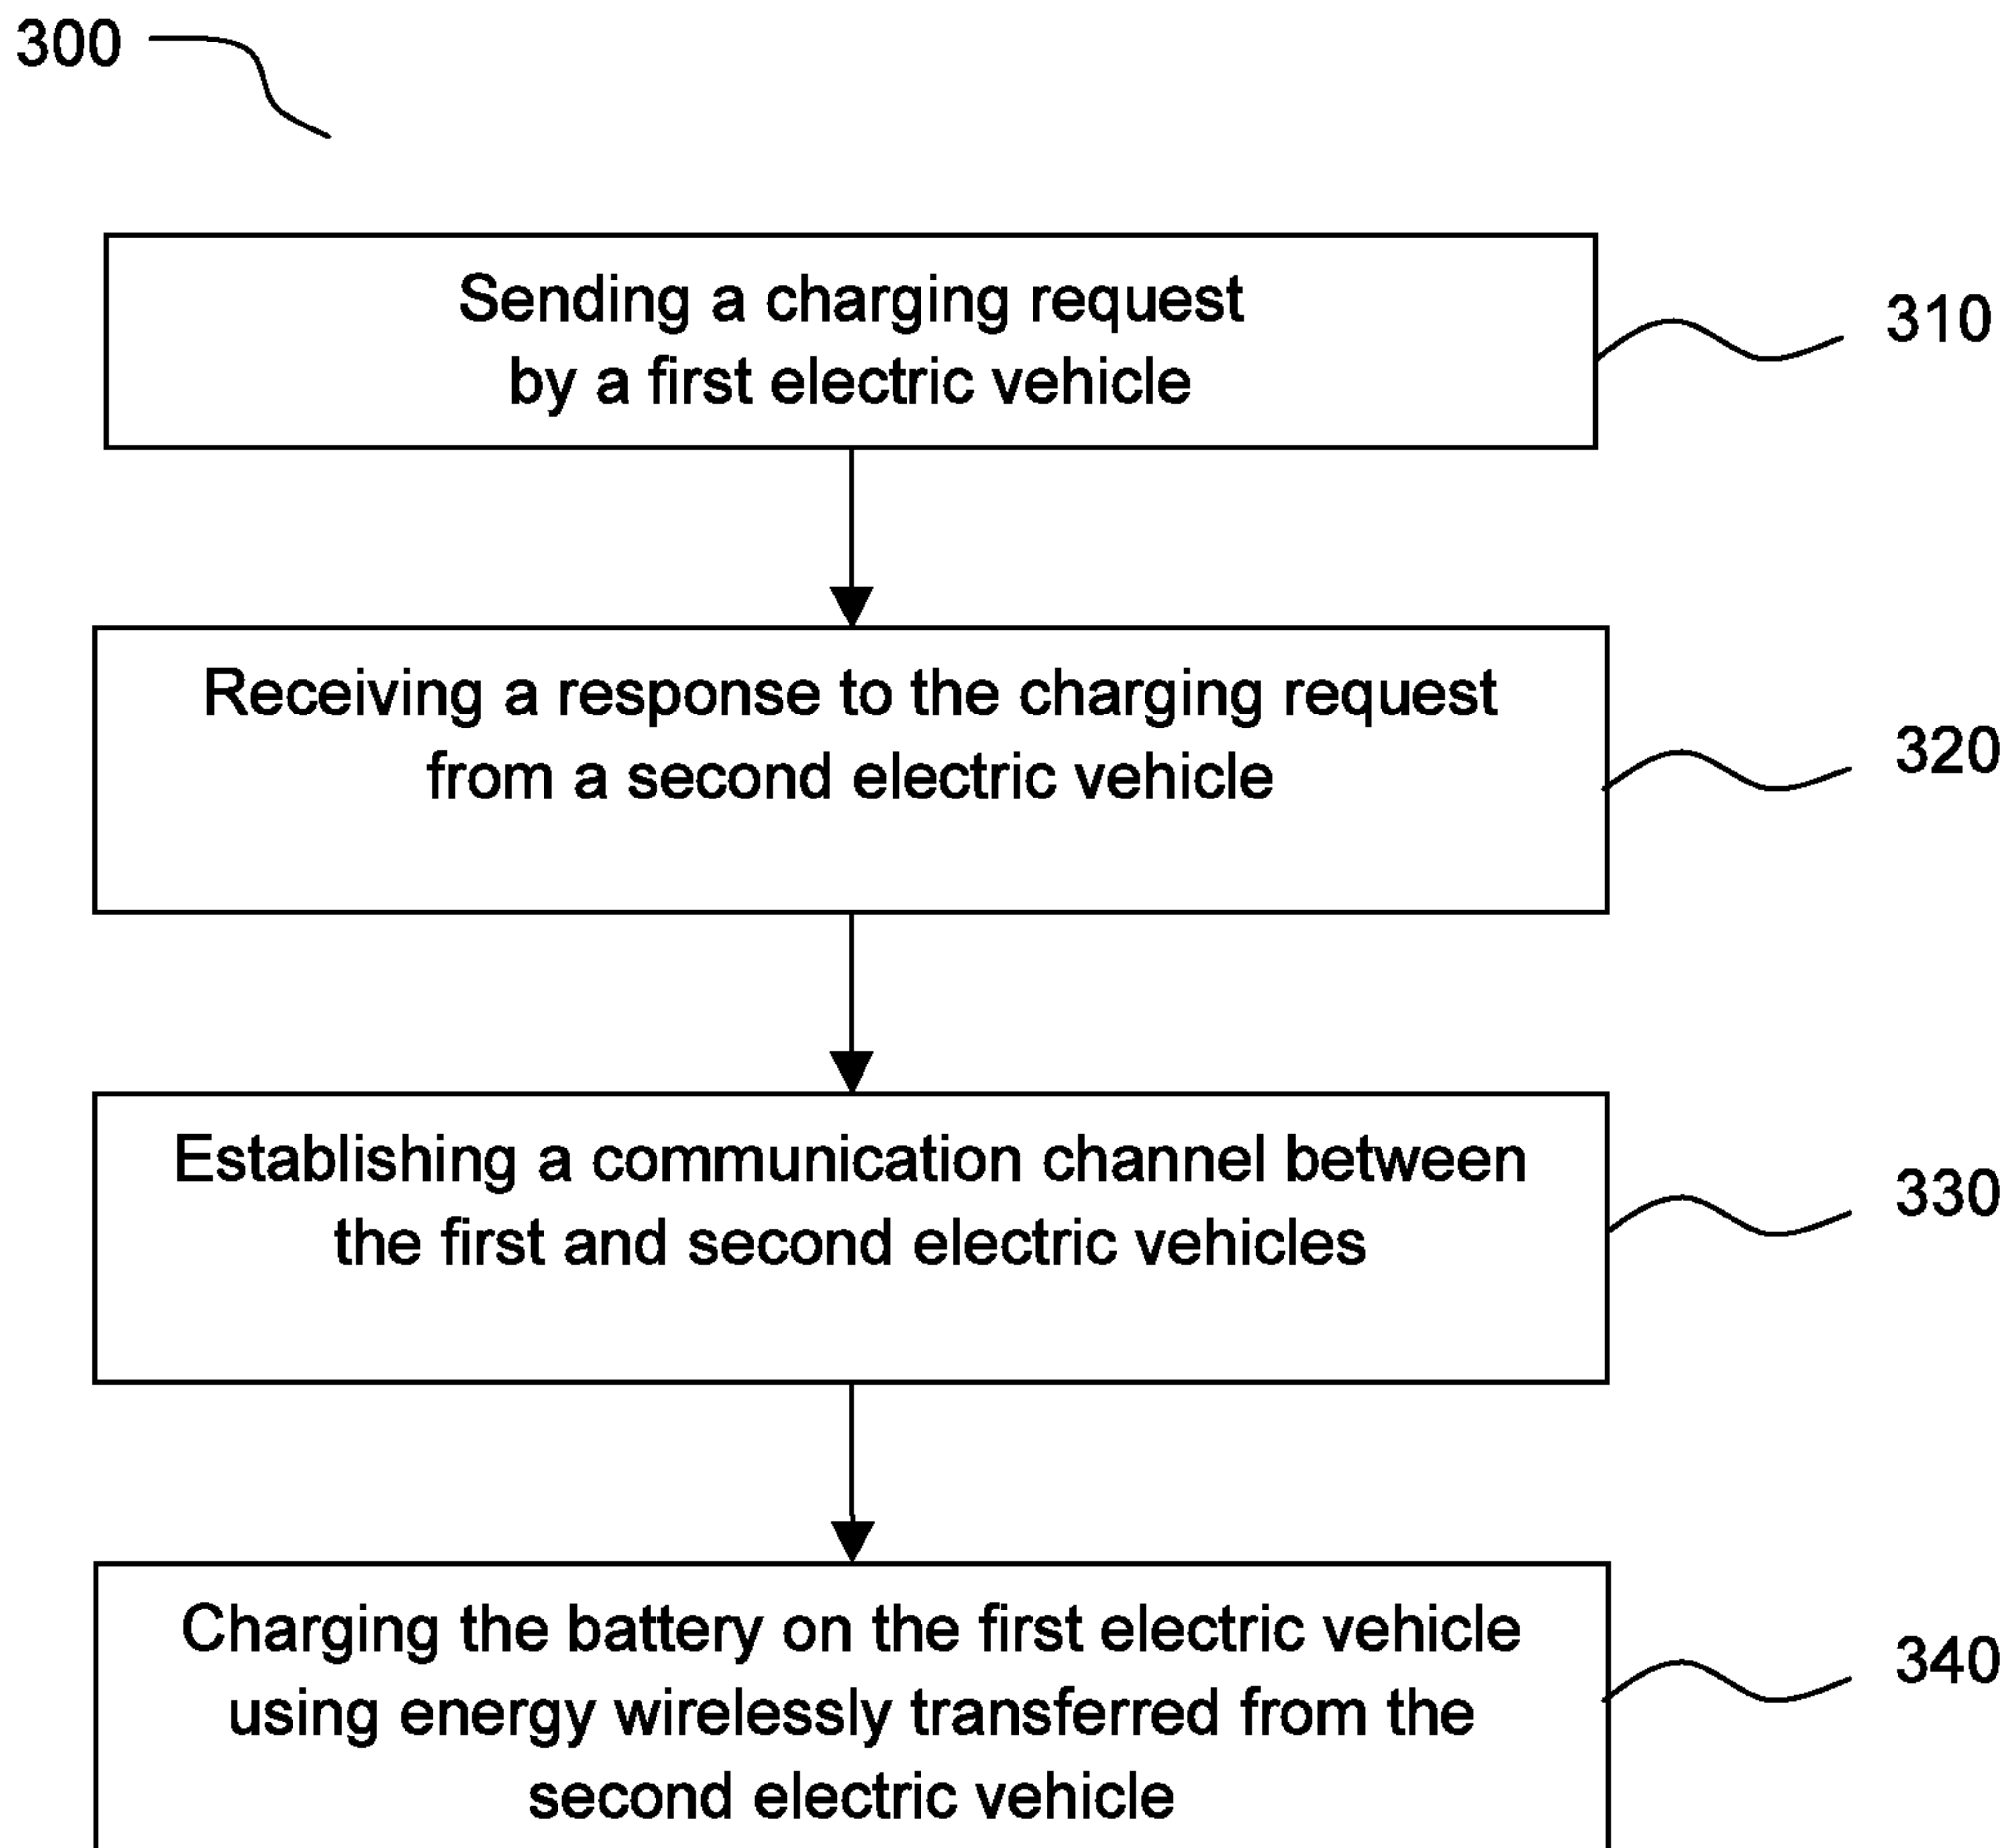 300
Sending a charging request
by a first electric vehicle
310
Receiving a response to the charging request
from a second electric vehicle
320
Establishing a communication channel between
the first and second electric vehicles
330
Charging the battery on the first electric vehicle
using energy wirelessly transferred from the
second electric vehicle
340